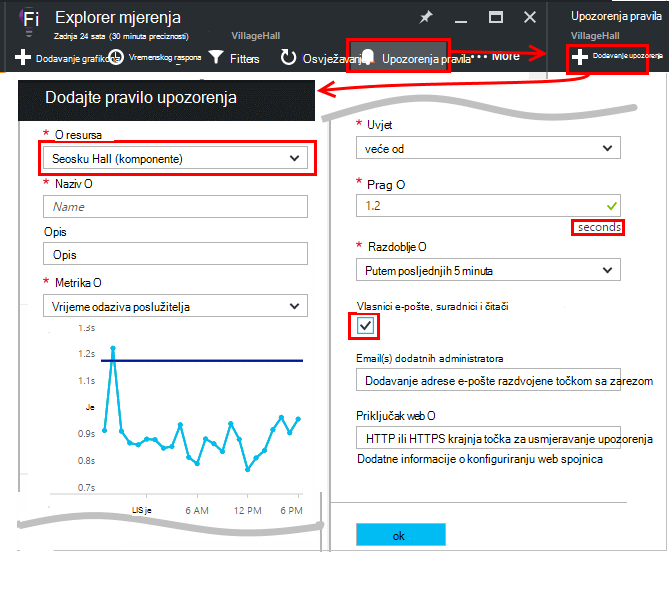 Fi Explorer mjerenja
Zadnja 24 sata (30 minuta preciznosti)
VillageHall
Dodavanje grafikona
Vremenskog raspona
Fitters
Osvježavanje
Upozorenja pravila
More
Upozorenja pravila
VillageHall
Dodavanje upozorenje
Dodajte pravilo upozorenja
* O resursa
Seosku Hall (komponente)
* Naziv O
Name
Opis
Opis
* Metrika O
Vrijeme odaziva poslužitelja
1.3s
1.2s
1.1s
Je
0.9s
0.8s
0.7s
LIS je
6 AM
12 PM
6 PM
* Uvjet
veće od
* Prag O
1.2
seconds
* Razdoblje O
Putem posljednjih 5 minuta
Vlasnici e-pošte, suradnici i čitači
Email(s) dodatnih administratora
Dodavanje adrese e-pošte razdvojene točkom sa zarezom
Priključak web O
HTTP ili HTTPS krajnja točka za usmjeravanje upozorenja
Dodatne informacije o konfiguriranju web spojnica
ok